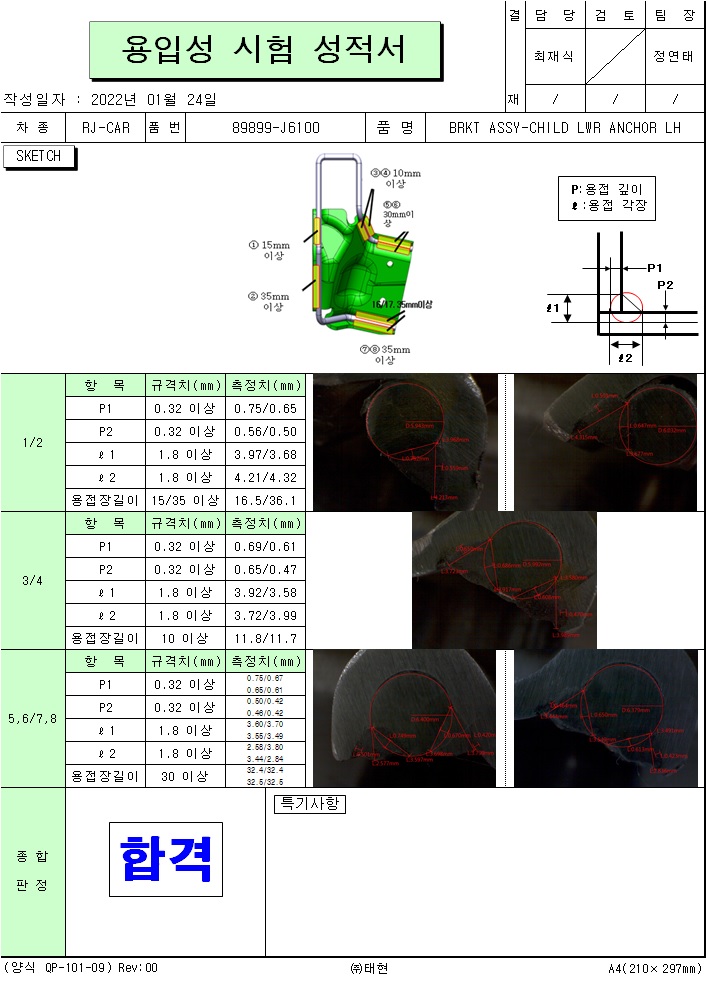 용입성 시험 성적서
결 재
담 당 검 토 팀 장
최재식 정연태
/ / /
작성일자 : 2022년 01월 24일
차 종 RJ-CAR 품 번 89899-J6100 품 명 BRKT ASSY-CHILD LWR ANCHOR LH
SKETCH
③④ 10mm
이상
⑤⑥
30mm이
상
① 15mm
이상
② 35mm
이상
16/17.35mm이상
⑦⑧ 35mm
이상
P:용접 깊이
ℓ :용접 각장
P1
P2
ℓ1
ℓ2
1/2
항 목 규격치(mm) 측정치(mm)
P1 0.32 이상 0.75/0.65
P2 0.32 이상 0.56/0.50
ℓ 1 1.8 이상 3.97/3.68
ℓ 2 1.8 이상 4.21/4.32
용접장길이 15/35 이상 16.5/36.1
3/4
항 목 규격치(mm) 측정치(mm)
P1 0.32 이상 0.69/0.61
P2 0.32 이상 0.65/0.47
ℓ 1 1.8 이상 3.92/3.58
ℓ 2 1.8 이상 3.72/3.99
용접장길이 10 이상 11.8/11.7
5,6/7,8
항 목 규격치(mm) 측정치(mm)
P1 0.32 이상 0.75/0.67
0.65/0.61
P2 0.32 이상 0.50/0.42
0.46/0.42
ℓ 1 1.8 이상 3.60/3.70
3.55/3.49
ℓ 2 1.8 이상 2.58/3.80
3.44/2.84
용접장길이 30 이상 32.4/32.4
32.5/32.5
종 합
판 정
합격
특기사항
(양식 QP-101-09) Rev:00 ㈜태현 A4(210×297mm)